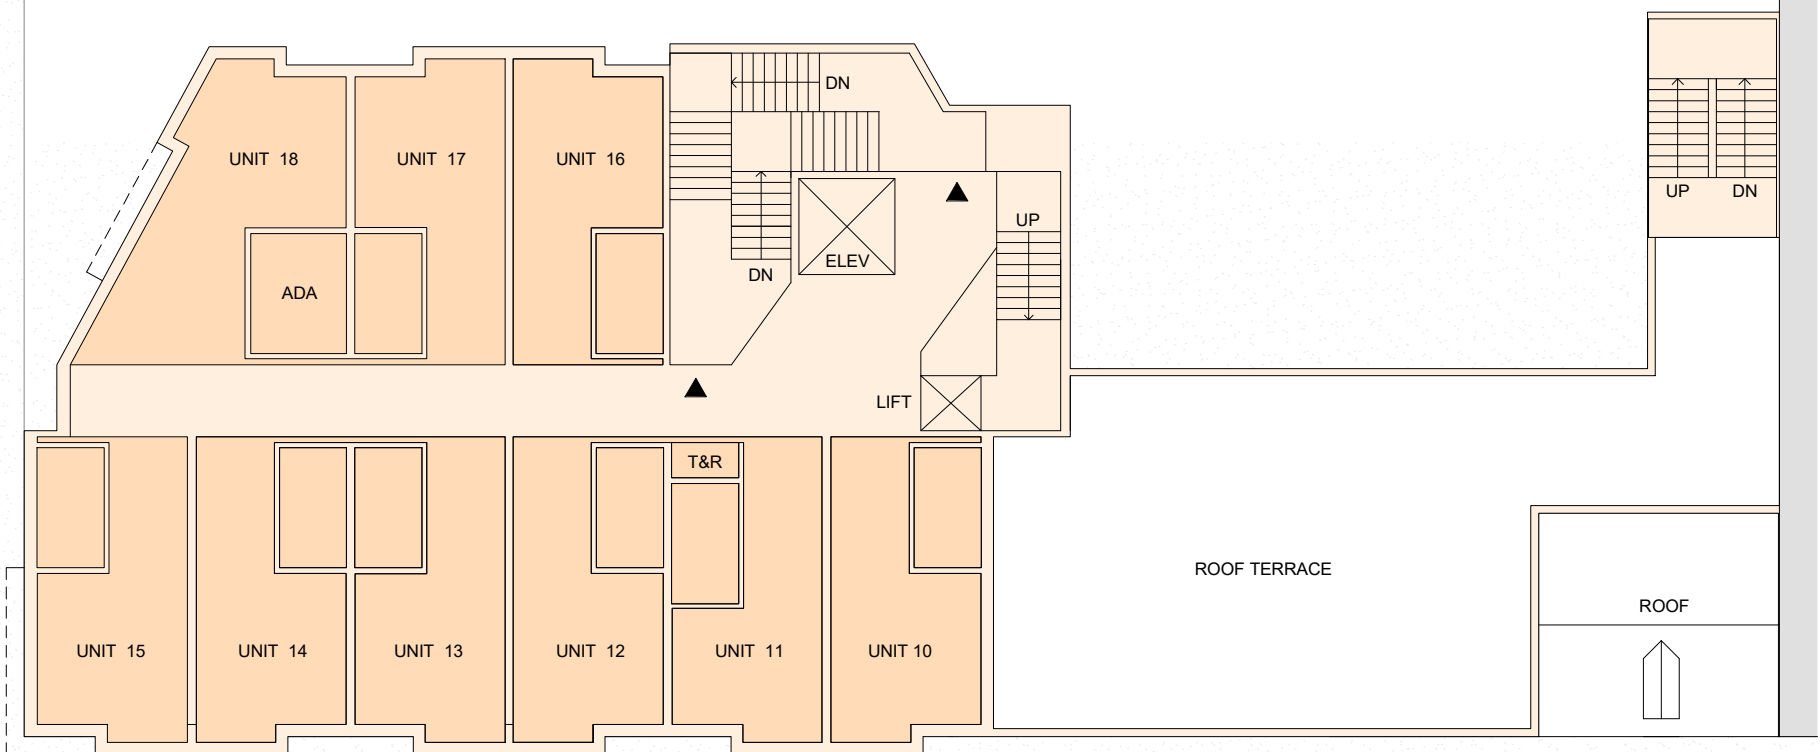 DN
UNIT 18
UNIT 17
UNIT 16
UP
DN
UP
ELEV
DN
ADA
LIFT
T&R
ROOF TERRACE
ROOF
UNIT 15
UNIT 14
UNIT 13
UNIT 12
UNIT 11
UNIT 10